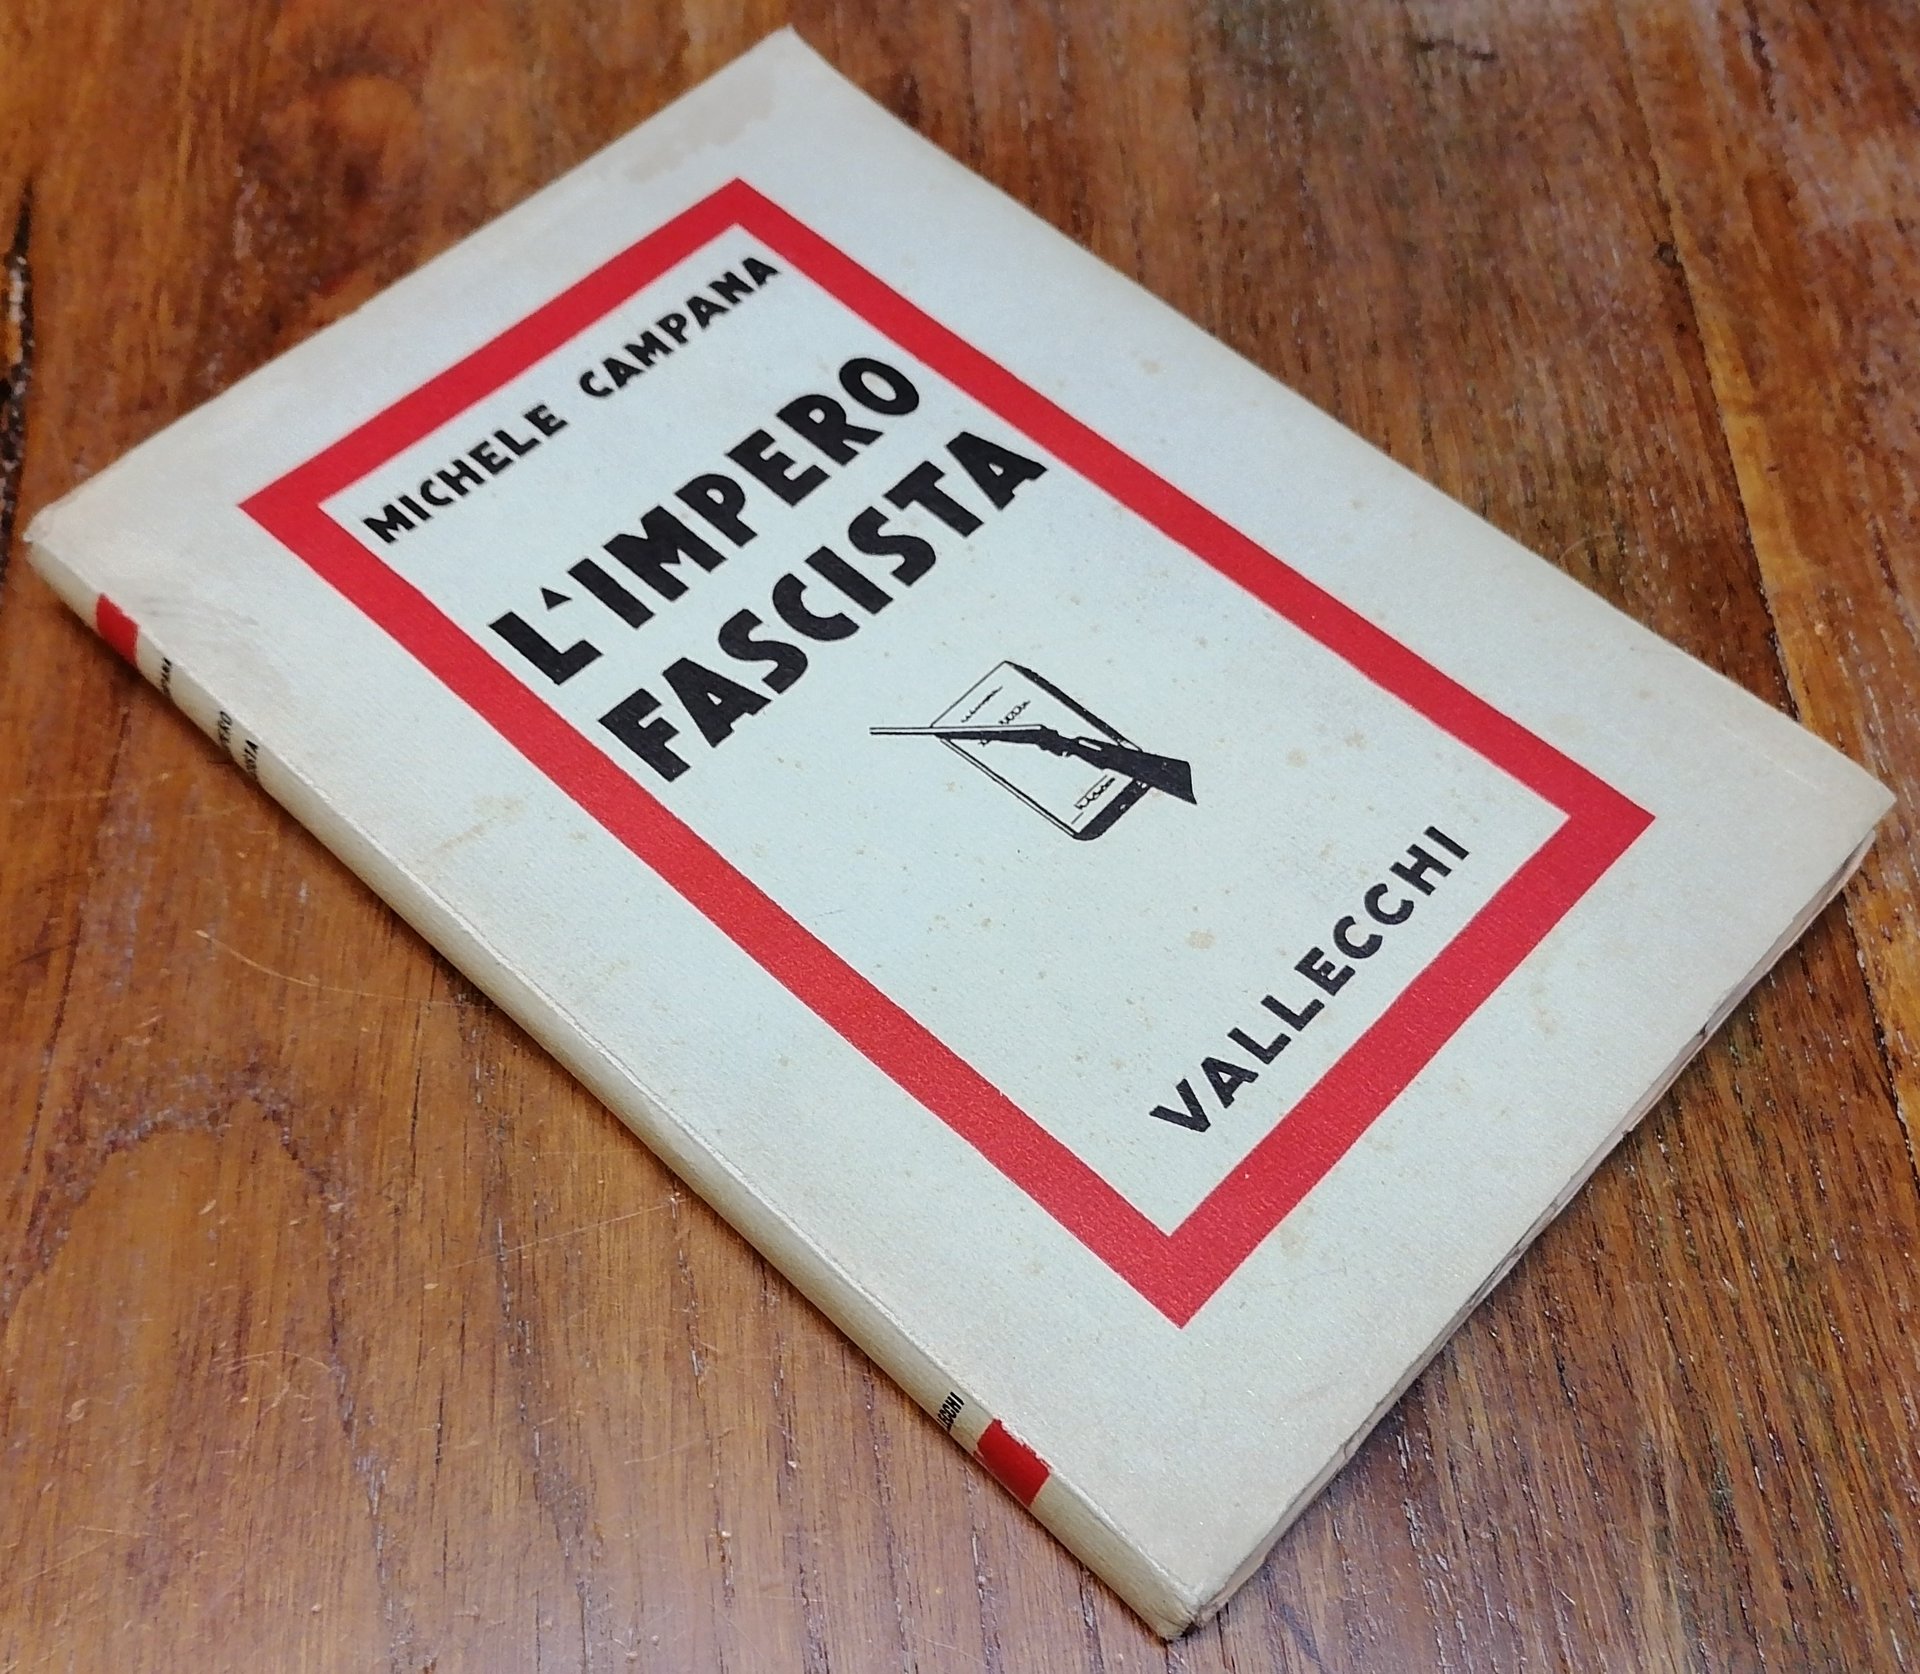 MICHELE CAMPANA
L'IMPERO
FASCISTA
VALLECCHI